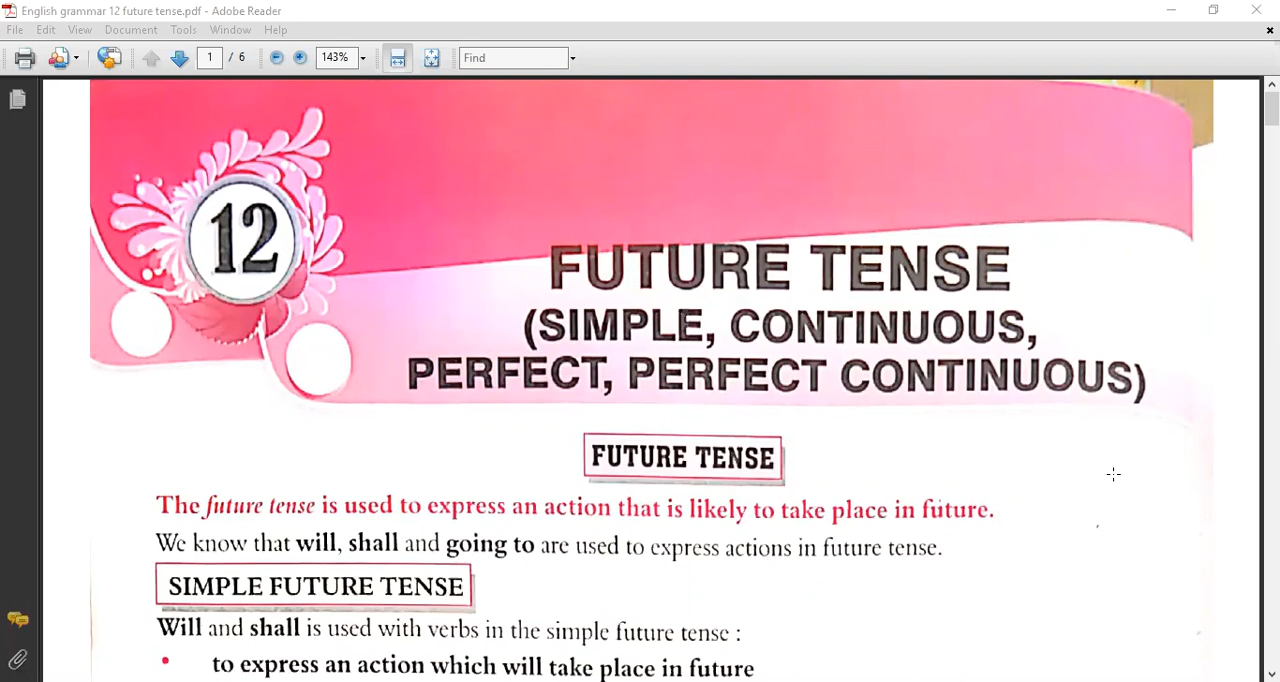 English grammar 12 future tense.pdf - Adobe Reader
File Edit View Document Tools Window Help
1 / 6 143% Find
12
FUTURE TENSE
(SIMPLE, CONTINUOUS,
PERFECT, PERFECT CONTINUOUS)
FUTURE TENSE
The future tense is used to express an action that is likely to take place in future.
We know that will, shall and going to are used to express actions in future tense.
SIMPLE FUTURE TENSE
Will and shall is used with verbs in the simple future tense :
• to express an action which will take place in future